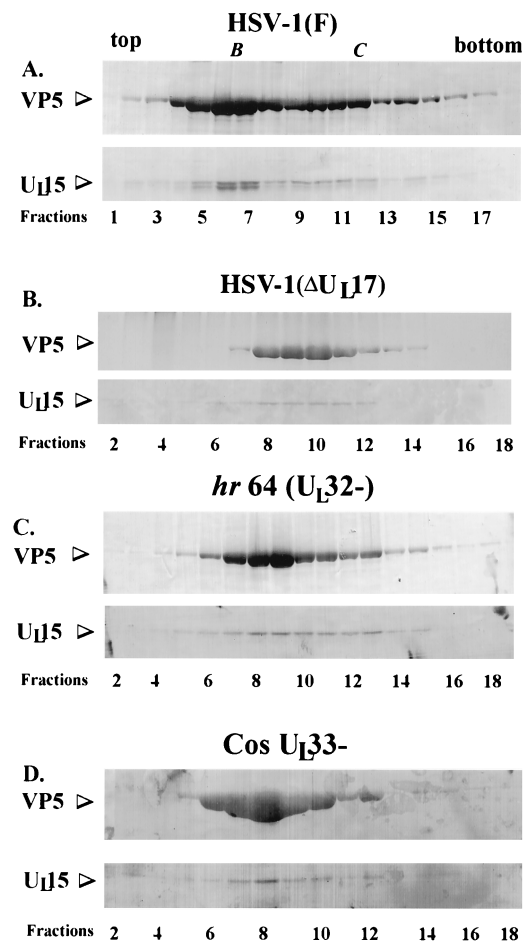 HSV-1(F)
top B C bottom
A.
VP5
UL15
Fractions 1 3 5 7 9 11 13 15 17
HSV-1(ΔUL17)
B.
VP5
UL15
Fractions 2 4 6 8 10 12 14 16 18
hr 64 (UL32-)
C.
VP5
UL15
Fractions 2 4 6 8 10 12 14 16 18
Cos UL33-
D.
VP5
UL15
Fractions 2 4 6 8 10 12 14 16 18